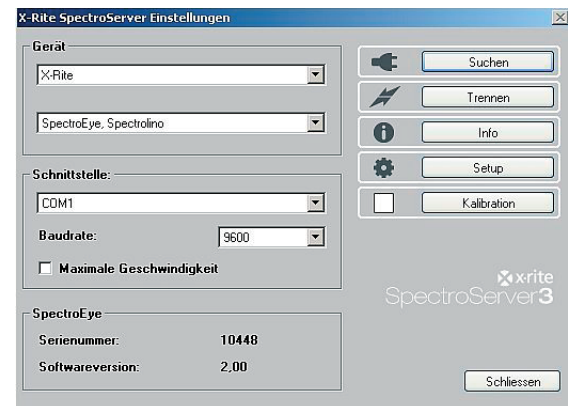 X-Rite SpectroServer Einstellungen
Gerät
X-Rite
SpectroEye, Spectrolino
Schnittstelle:
COM1
Baudrate: 9600
Maximale Geschwindigkeit
SpectroEye
Serienummer: 10448
Softwareversion: 2,00
Suchen
Trennen
Info
Setup
Kalibration
x·rite
SpectroServer3
Schliessen